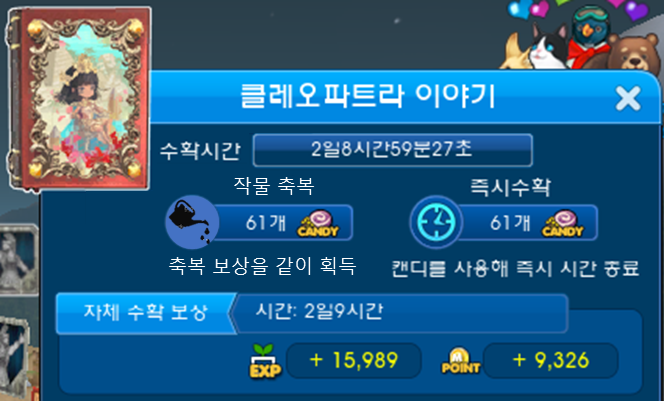 클레오파트라 이야기
수확시간 2일8시간59분27초
작물 축복 즉시수확
61개 CANDY 61개 CANDY
축복 보상을 같이 획득 캔디를 사용해 즉시 시간 종료
자체 수확 보상 시간: 2일9시간
EXP + 15,989 POINT + 9,326